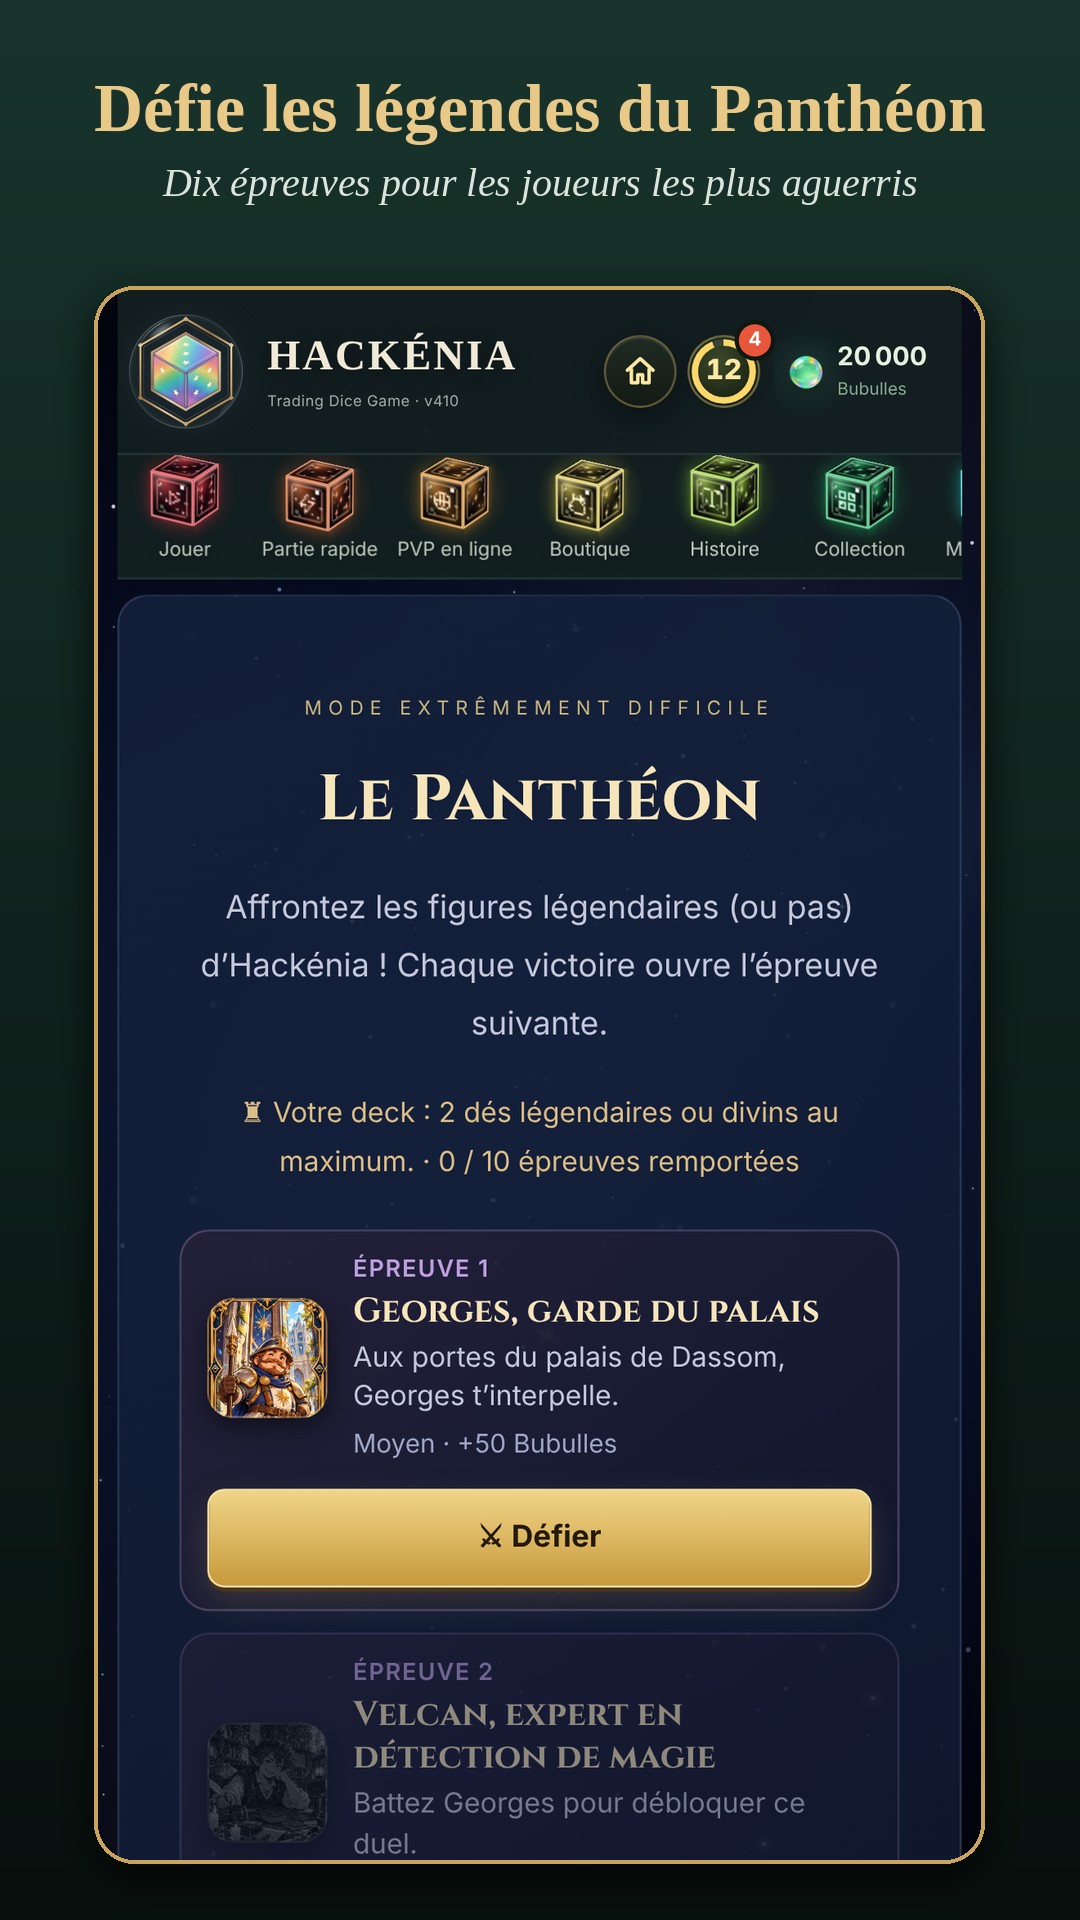 Défie les légendes du Panthéon
Dix épreuves pour les joueurs les plus aguerris
HACKÉNIA
Trading Dice Game · v410
12
4
20 000
Bubulles
Jouer
Partie rapide
PVP en ligne
Boutique
Histoire
Collection
M
MODE EXTRÊMEMENT DIFFICILE
Le Panthéon
Affrontez les figures légendaires (ou pas)
d’Hackénia ! Chaque victoire ouvre l’épreuve
suivante.
♜ Votre deck : 2 dés légendaires ou divins au
maximum. · 0 / 10 épreuves remportées
ÉPREUVE 1
Georges, garde du palais
Aux portes du palais de Dassom,
Georges t’interpelle.
Moyen · +50 Bubulles
⚔ Défier
ÉPREUVE 2
Velcan, expert en
détection de magie
Battez Georges pour débloquer ce
duel.